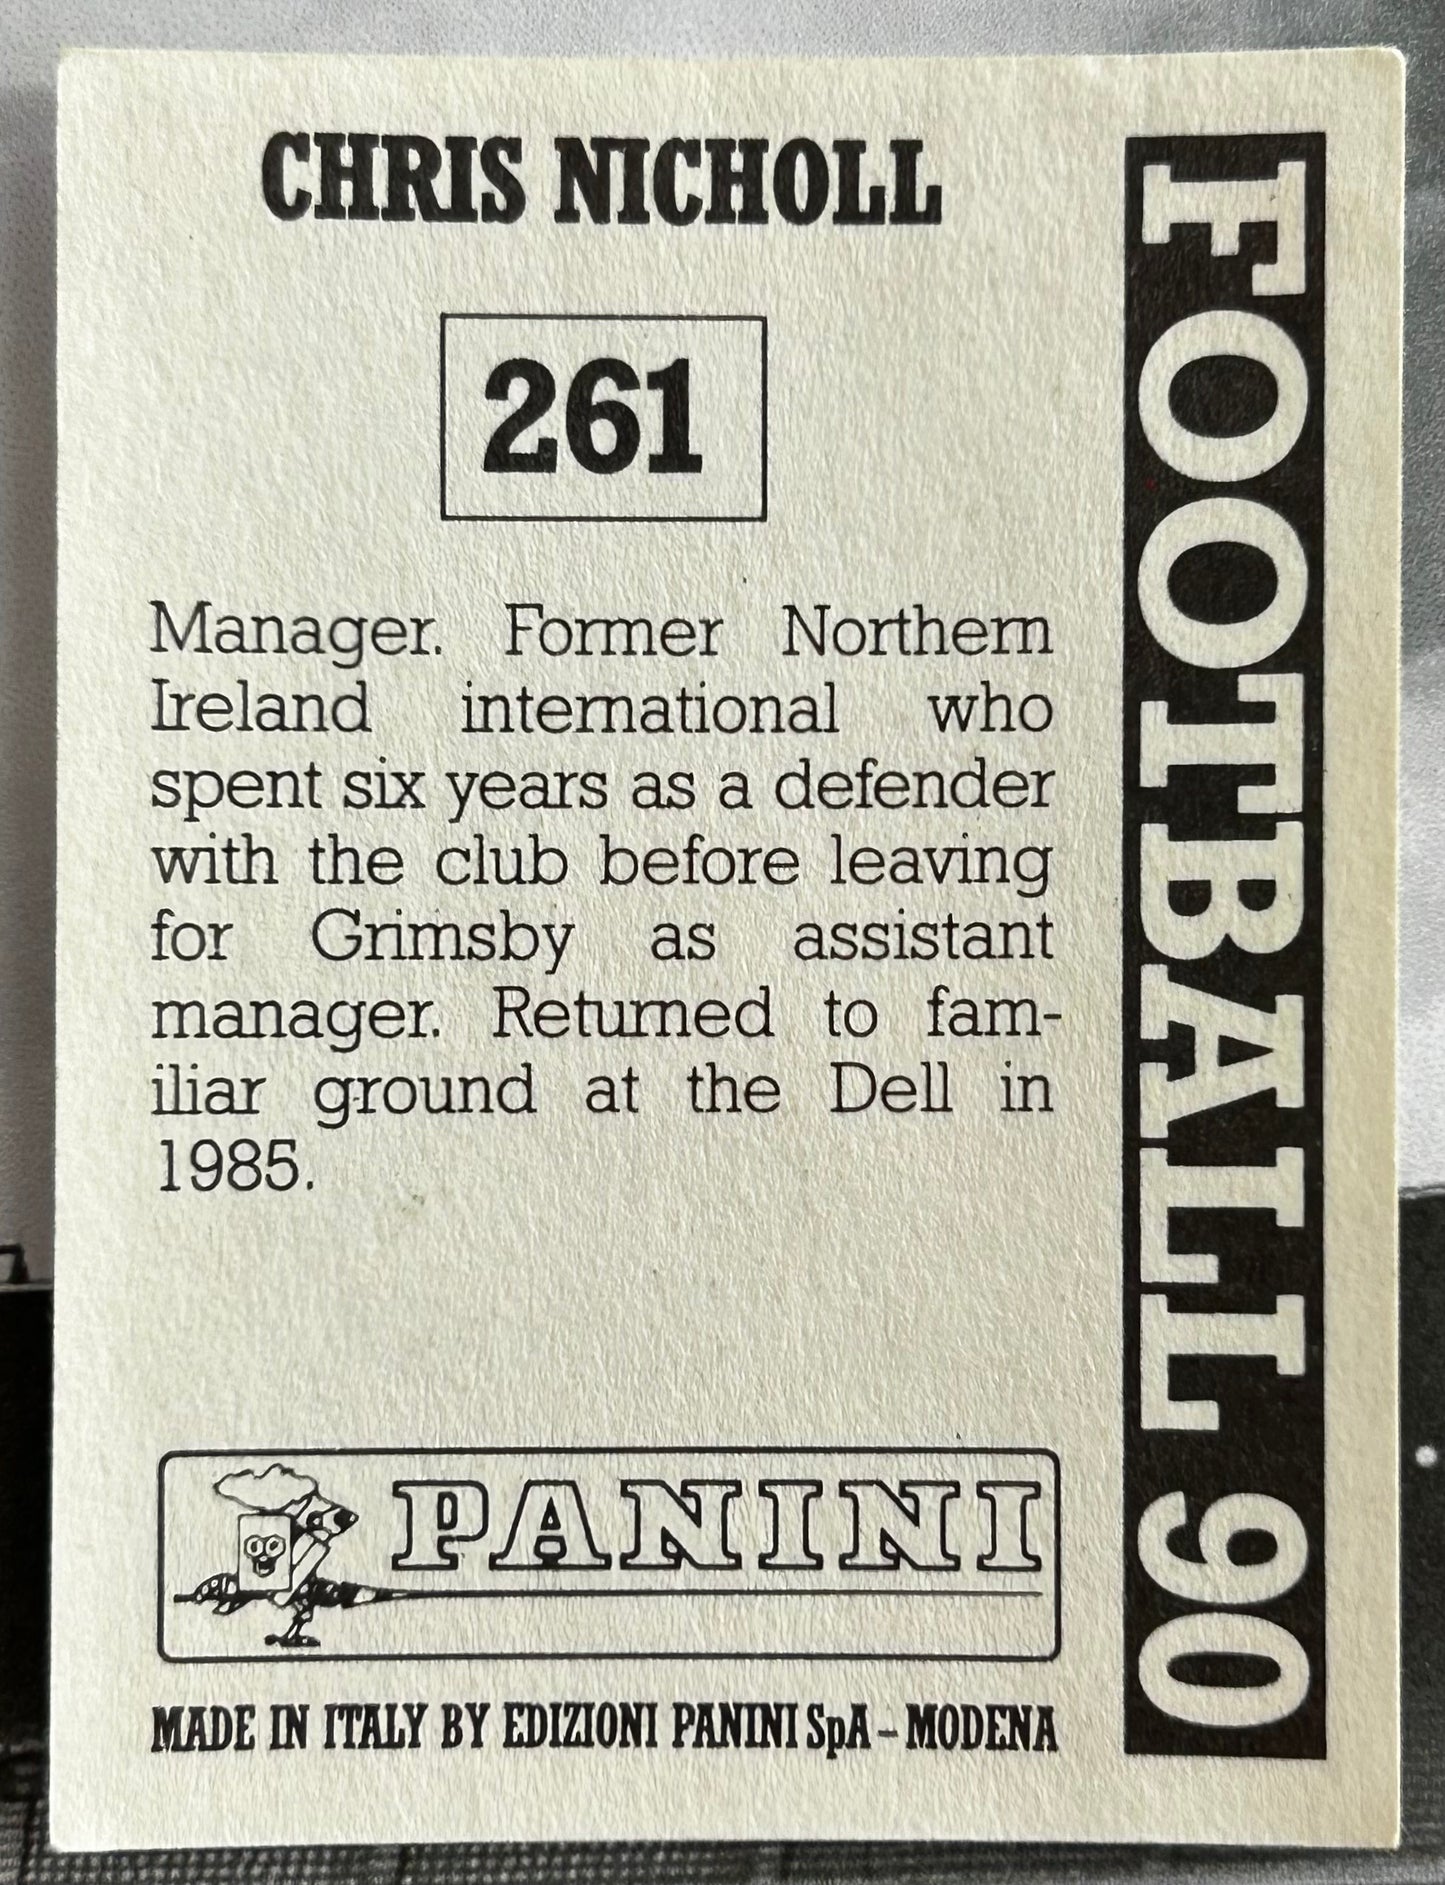 CHRIS NICHOLL
261
Manager. Former Northern
Ireland international who
spent six years as a defender
with the club before leaving
for Grimsby as assistant
manager. Returned to fam-
iliar ground at the Dell in
1985.
PANINI
MADE IN ITALY BY EDIZIONI PANINI SpA - MODENA
FOOTBALL 90